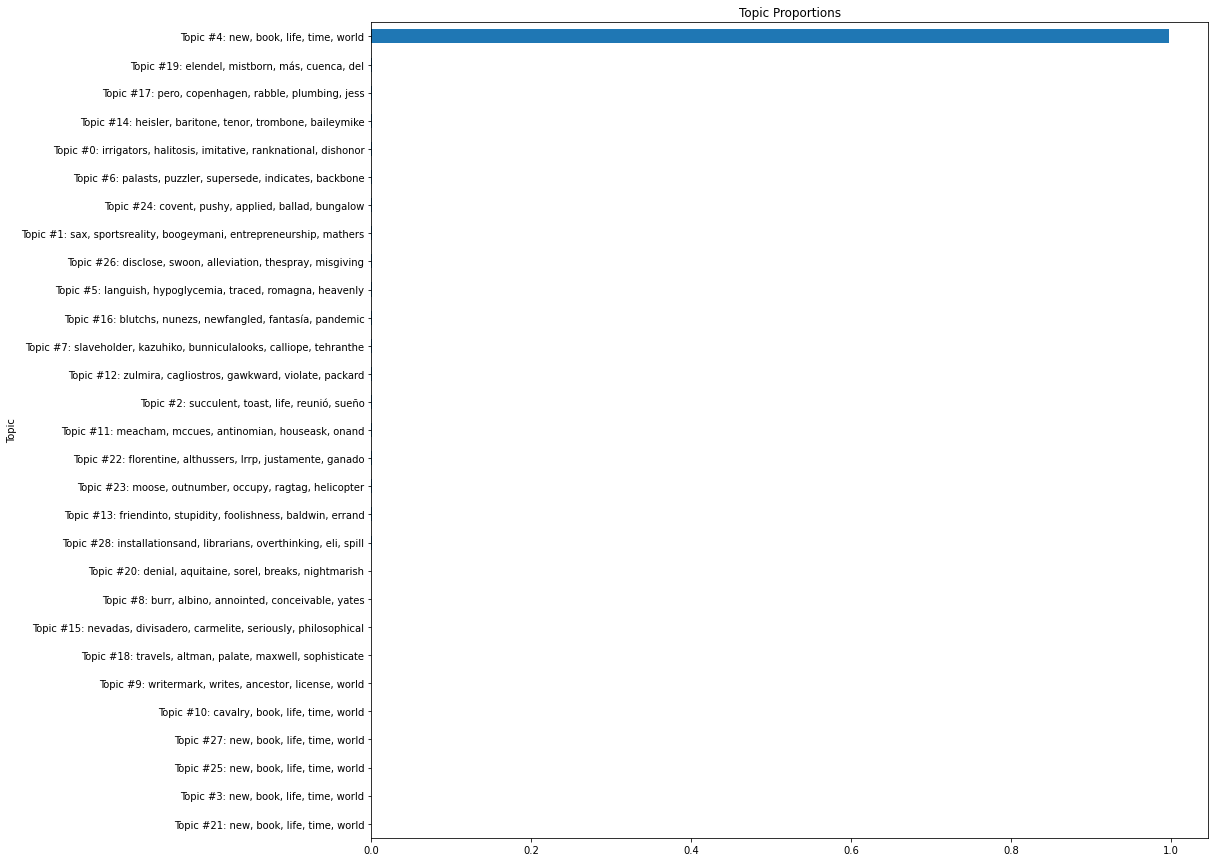 Topic Proportions
Topic #4: new, book, life, time, world
Topic #19: elendel, mistborn, más, cuenca, del
Topic #17: pero, copenhagen, rabble, plumbing, jess
Topic #14: heisler, baritone, tenor, trombone, baileymike
Topic #0: irrigators, halitosis, imitative, ranknational, dishonor
Topic #6: palasts, puzzler, supersede, indicates, backbone
Topic #24: covent, pushy, applied, ballad, bungalow
Topic #1: sax, sportsreality, boogeymani, entrepreneurship, mathers
Topic #26: disclose, swoon, alleviation, thespray, misgiving
Topic #5: languish, hypoglycemia, traced, romagna, heavenly
Topic #16: blutchs, nunezs, newfangled, fantasía, pandemic
Topic #7: slaveholder, kazuhiko, bunniculalooks, calliope, tehranthe
Topic #12: zulmira, cagliostros, gawkward, violate, packard
Topic #2: succulent, toast, life, reunió, sueño
Topic #11: meacham, mccues, antinomian, houseask, onand
Topic #22: florentine, althussers, lrrp, justamente, ganado
Topic #23: moose, outnumber, occupy, ragtag, helicopter
Topic #13: friendinto, stupidity, foolishness, baldwin, errand
Topic #28: installationsand, librarians, overthinking, eli, spill
Topic #20: denial, aquitaine, sorel, breaks, nightmarish
Topic #8: burr, albino, annointed, conceivable, yates
Topic #15: nevadas, divisadero, carmelite, seriously, philosophical
Topic #18: travels, altman, palate, maxwell, sophisticate
Topic #9: writermark, writes, ancestor, license, world
Topic #10: cavalry, book, life, time, world
Topic #27: new, book, life, time, world
Topic #25: new, book, life, time, world
Topic #3: new, book, life, time, world
Topic #21: new, book, life, time, world
Topic
0.0 0.2 0.4 0.6 0.8 1.0